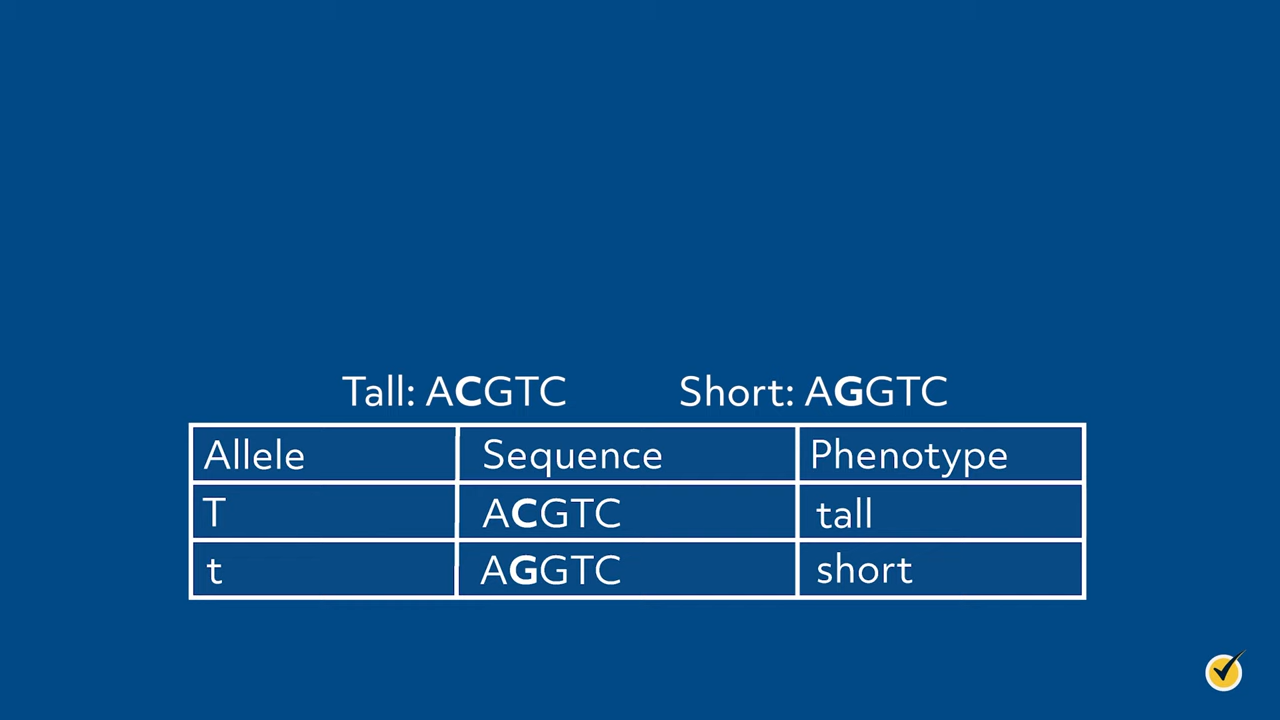 Tall: ACGTC Short: AGGTC
Allele Sequence Phenotype
T ACGTC tall
t AGGTC short